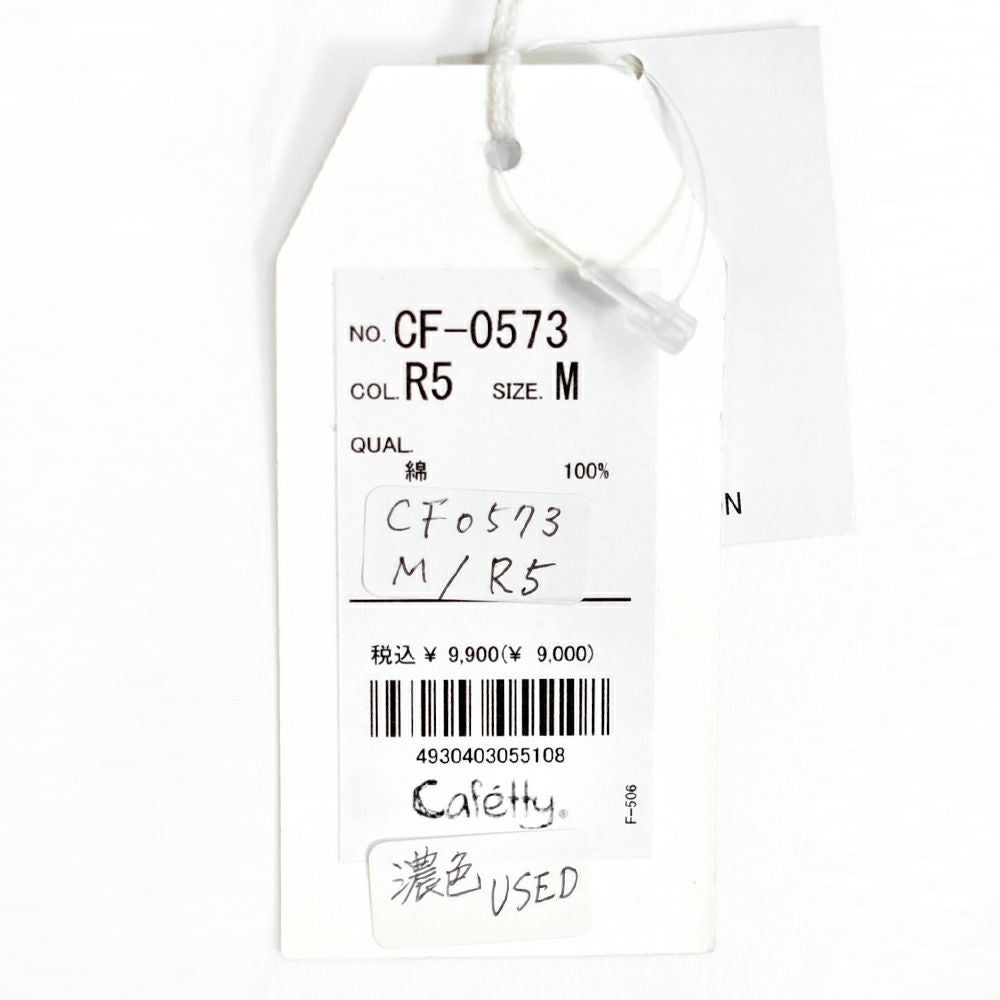 NO. CF-0573
COL. R5 SIZE. M
QUAL.
綿 100%
CF0573
M/R5
税込 ¥ 9,900(¥ 9,000)
4930403055108
Cafétty®
F-506
濃色 USED
N